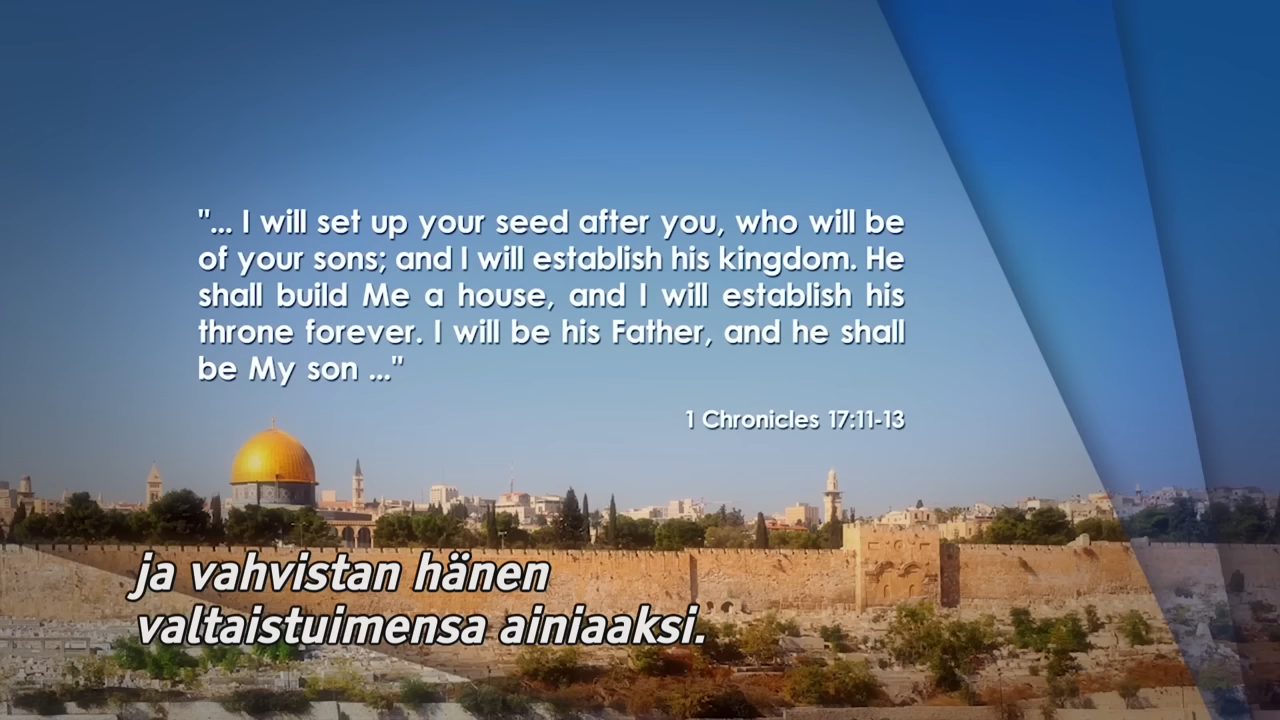 "... I will set up your seed after you, who will be
of your sons; and I will establish his kingdom. He
shall build Me a house, and I will establish his
throne forever. I will be his Father, and he shall
be My son ..."
1 Chronicles 17:11-13
ja vahvistan hänen
valtaistuimensa ainiaaksi.